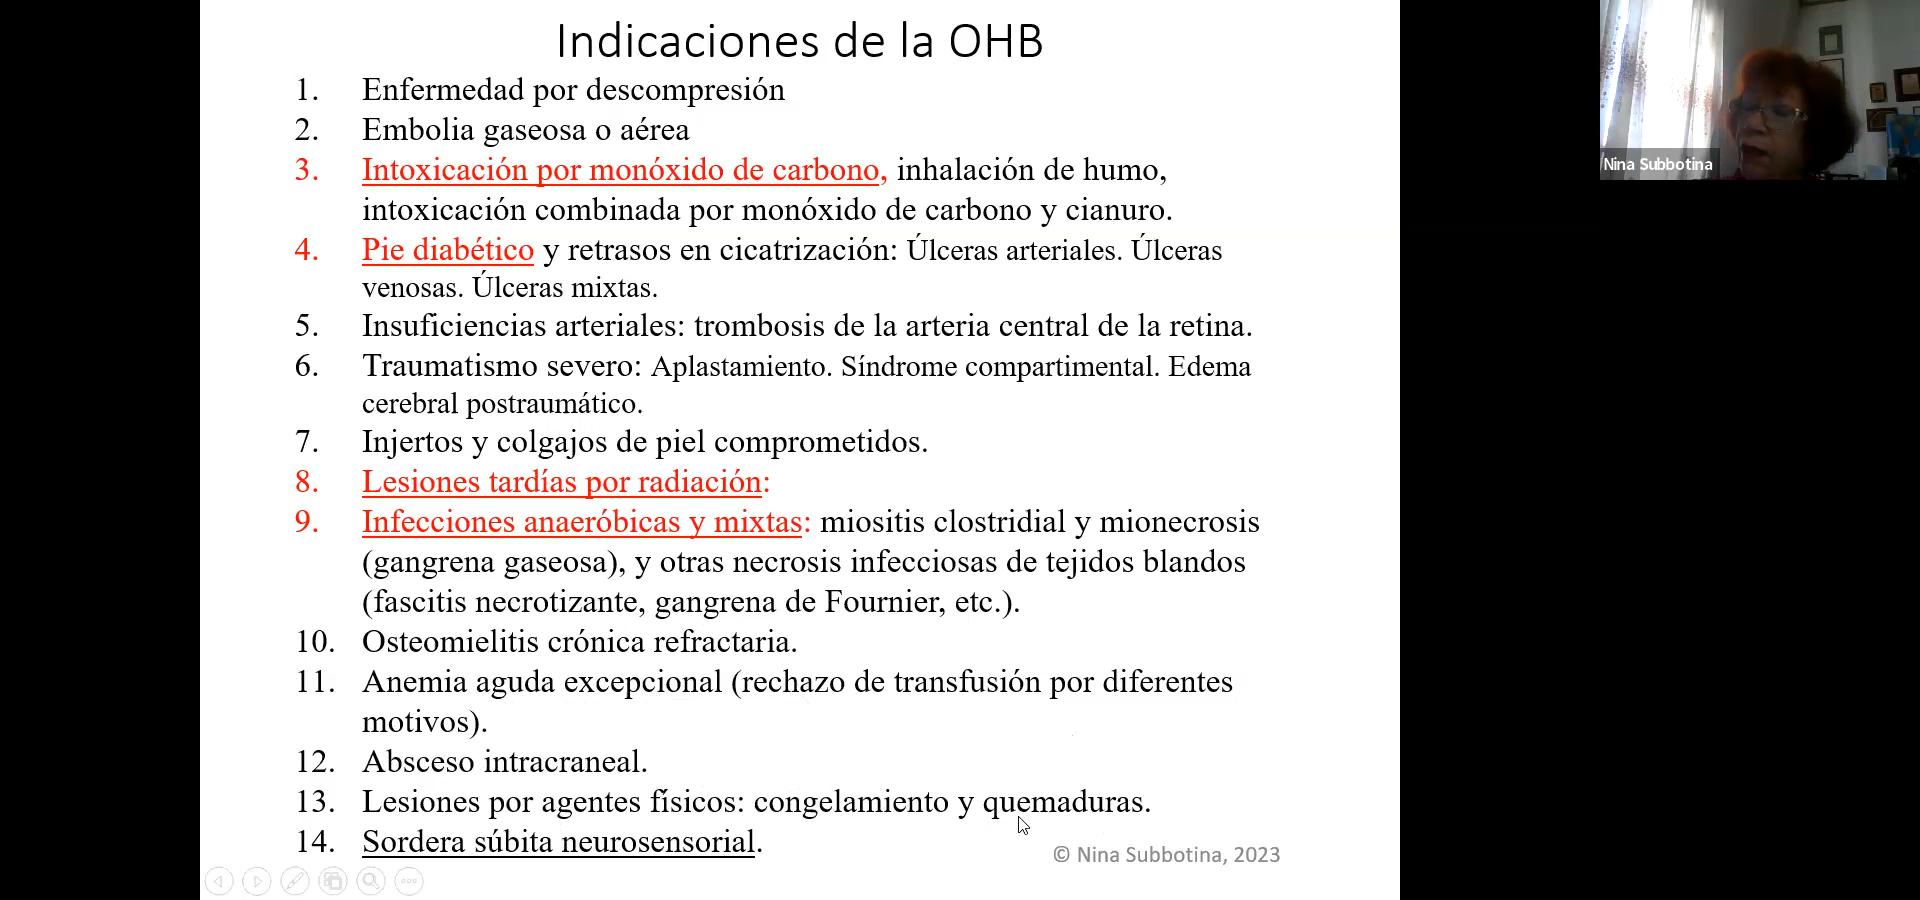 Indicaciones de la OHB
1. Enfermedad por descompresión
2. Embolia gaseosa o aérea
3. Intoxicación por monóxido de carbono, inhalación de humo,
intoxicación combinada por monóxido de carbono y cianuro.
4. Pie diabético y retrasos en cicatrización: Úlceras arteriales. Úlceras
venosas. Úlceras mixtas.
5. Insuficiencias arteriales: trombosis de la arteria central de la retina.
6. Traumatismo severo: Aplastamiento. Síndrome compartimental. Edema
cerebral postraumático.
7. Injertos y colgajos de piel comprometidos.
8. Lesiones tardías por radiación:
9. Infecciones anaeróbicas y mixtas: miositis clostridial y mionecrosis
(gangrena gaseosa), y otras necrosis infecciosas de tejidos blandos
(fascitis necrotizante, gangrena de Fournier, etc.).
10. Osteomielitis crónica refractaria.
11. Anemia aguda excepcional (rechazo de transfusión por diferentes
motivos).
12. Absceso intracraneal.
13. Lesiones por agentes físicos: congelamiento y quemaduras.
14. Sordera súbita neurosensorial.
© Nina Subbotina, 2023
Nina Subbotina